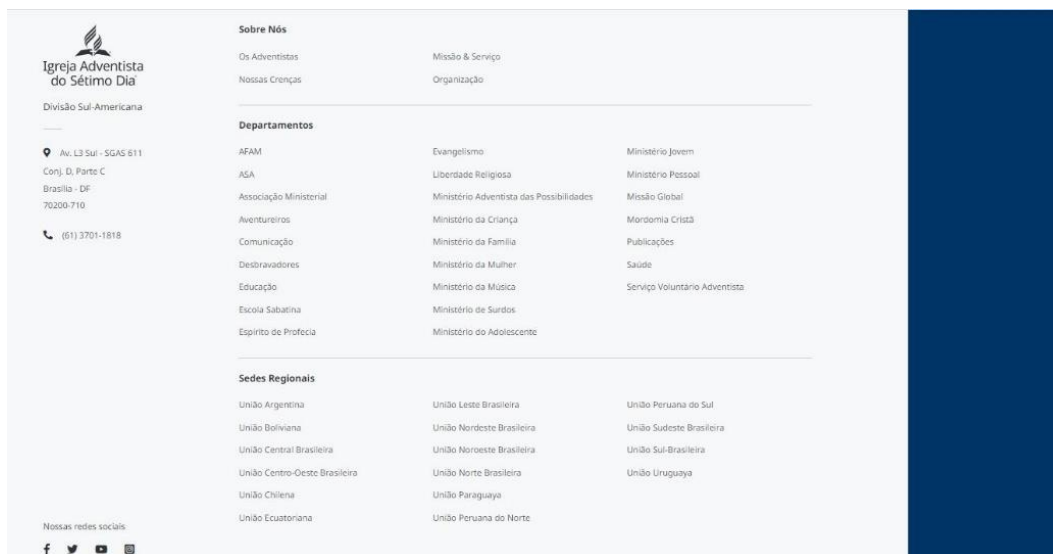 Igreja Adventista
do Sétimo Dia
Divisão Sul-Americana
Av. L3 Sul - SGAS 611
Conj. D, Parte C
Brasília - DF
70200-710
(61) 3701-1818
Nossas redes sociais
Sobre Nós
Os Adventistas
Nossas Crenças
Missão & Serviço
Organização
Departamentos
AFAM
ASA
Associação Ministerial
Aventureiros
Comunicação
Desbravadores
Educação
Escola Sabatina
Espírito de Profecia
Evangelismo
Liberdade Religiosa
Ministério Adventista das Possibilidades
Ministério da Criança
Ministério da Família
Ministério da Mulher
Ministério da Música
Ministério de Surdos
Ministério do Adolescente
Ministério Jovem
Ministério Pessoal
Missão Global
Mordomia Cristã
Publicações
Saúde
Serviço Voluntário Adventista
Sedes Regionais
União Argentina
União Boliviana
União Central Brasileira
União Centro-Oeste Brasileira
União Chilena
União Ecuatoriana
União Leste Brasileira
União Nordeste Brasileira
União Noroeste Brasileira
União Norte Brasileira
União Paraguaya
União Peruana do Norte
União Peruana do Sul
União Sudeste Brasileira
União Sul-Brasileira
União Uruguaya